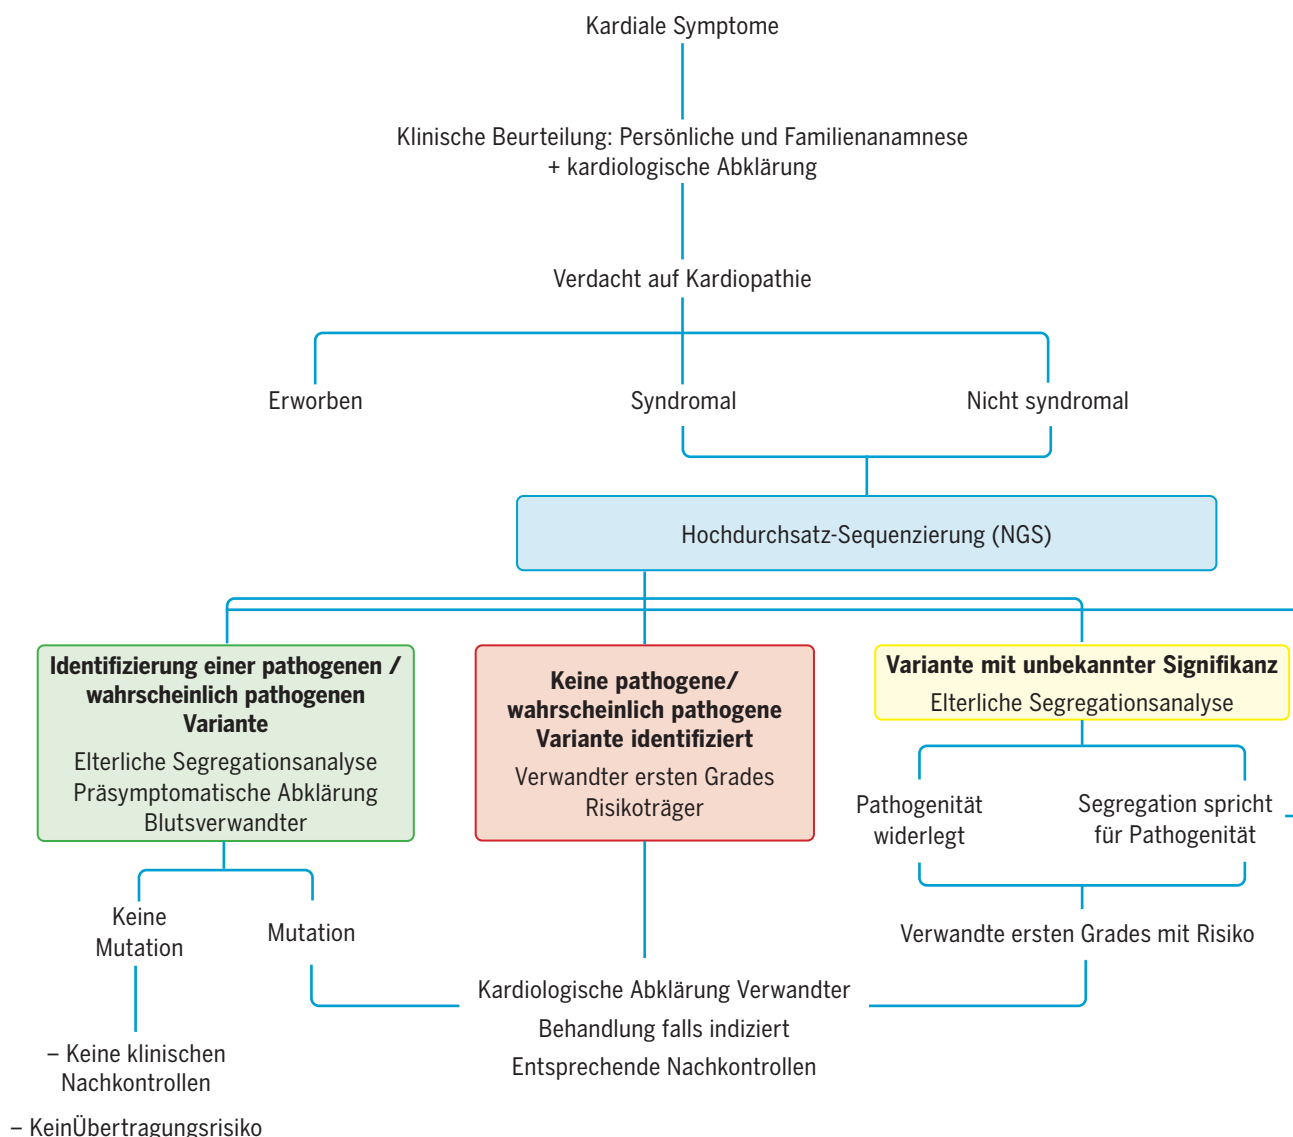 Kardiale Symptome
Klinische Beurteilung: Persönliche und Familienanamnese
+ kardiologische Abklärung
Verdacht auf Kardiopathie
Erworben
Syndromal
Nicht syndromal
Hochdurchsatz-Sequenzierung (NGS)
Identifizierung einer pathogenen /
wahrscheinlich pathogenen
Variante
Elterliche Segregationsanalyse
Präsymptomatische Abklärung
Blutsverwandter
Keine pathogene/
wahrscheinlich pathogene
Variante identifiziert
Verwandter ersten Grades
Risikoträger
Variante mit unbekannter Signifikanz
Elterliche Segregationsanalyse
Pathogenität
widerlegt
Segregation spricht
für Pathogenität
Keine
Mutation
Mutation
Verwandte ersten Grades mit Risiko
Kardiologische Abklärung Verwandter
Behandlung falls indiziert
Entsprechende Nachkontrollen
– Keine klinischen
Nachkontrollen
– KeinÜbertragungsrisiko